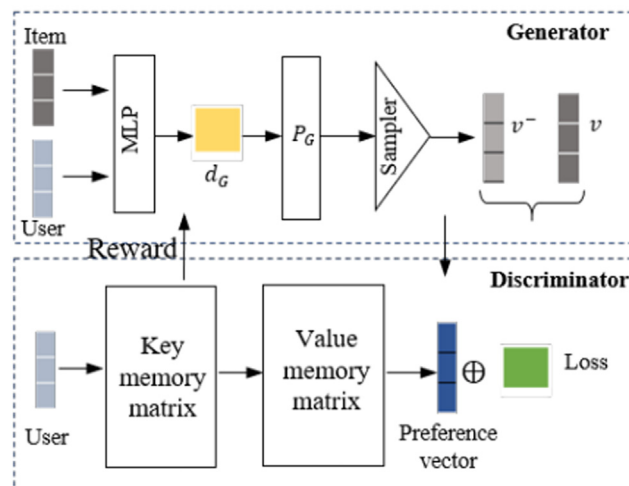 Item
Generator
MLP
d_G
P_G
Sampler
v⁻
v
User
Reward
Discriminator
Key
memory
matrix
Value
memory
matrix
⊕
Loss
User
Preference
vector